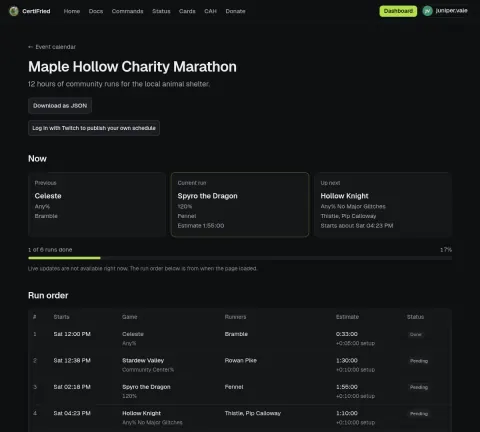 CertiFried
Home Docs Commands Status Cards CAH Donate
Dashboard
JV juniper.vale
← Event calendar
Maple Hollow Charity Marathon
12 hours of community runs for the local animal shelter.
Download as JSON
Log in with Twitch to publish your own schedule
Now
Previous
Celeste
Any%
Bramble
Current run
Spyro the Dragon
120%
Fennel
Estimate 1:55:00
Up next
Hollow Knight
Any% No Major Glitches
Thistle, Pip Calloway
Starts about Sat 04:23 PM
1 of 6 runs done 17%
Live updates are not available right now. The run order below is from when the page loaded.
Run order
# Starts Game Runners Estimate Status
1 Sat 12:00 PM Celeste Bramble 0:33:00 Done
Any% +0:05:00 setup
2 Sat 12:38 PM Stardew Valley Rowan Pike 1:30:00 Pending
Community Center% +0:10:00 setup
3 Sat 02:18 PM Spyro the Dragon Fennel 1:55:00 Pending
120% +0:10:00 setup
4 Sat 04:23 PM Hollow Knight Thistle, Pip Calloway 1:10:00 Pending
Any% No Major Glitches +0:10:00 setup